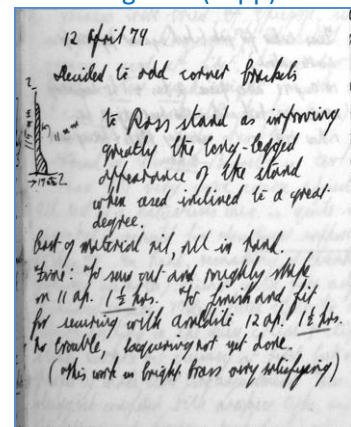 12 April 79
Decided to add corner brackets
to Ross stand as improving
greatly the long-legged
appearance of the stand
when used inclined to a great
degree.
Cost of material nil, all in hand.
Time: To saw out and roughly shape
on 11 ap. 1½ hrs. To finish and fit
for securing with araldite 12 ap. 1½ hrs.
No trouble, lacquering not yet done.
(This work in bright brass very satisfying)